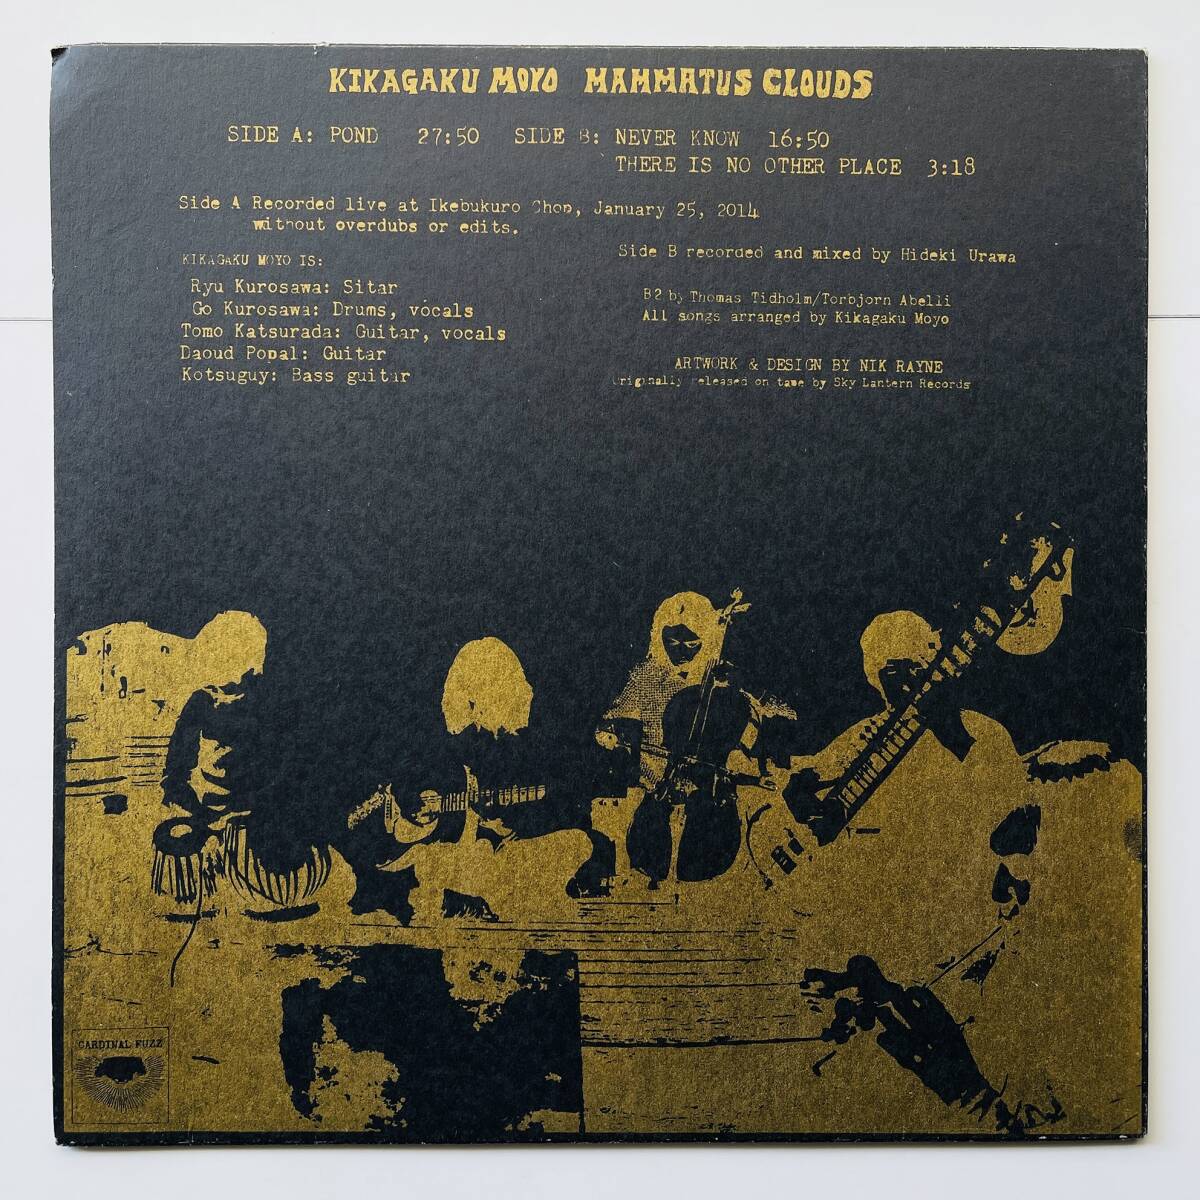 KIKAGAKU MOYO MAMMATUS CLOUDS
SIDE A: POND 27:50 SIDE B: NEVER KNOW 16:50
THERE IS NO OTHER PLACE 3:18
Side A Recorded live at Ikebukuro Chop, January 25, 2014
without overdubs or edits.
KIKAGAKU MOYO IS:
Ryu Kurosawa: Sitar
Go Kurosawa: Drums, vocals
Tomo Katsurada: Guitar, vocals
Daoud Popal: Guitar
Kotsuguy: Bass guitar
Side B recorded and mixed by Hideki Urawa
B2 by Thomas Tidholm/Torbjorn Abelli
All songs arranged by Kikagaku Moyo
ARTWORK & DESIGN BY NIK RAYNE
Originally released on tape by Sky Lantern Records
CARDINAL FUZZ